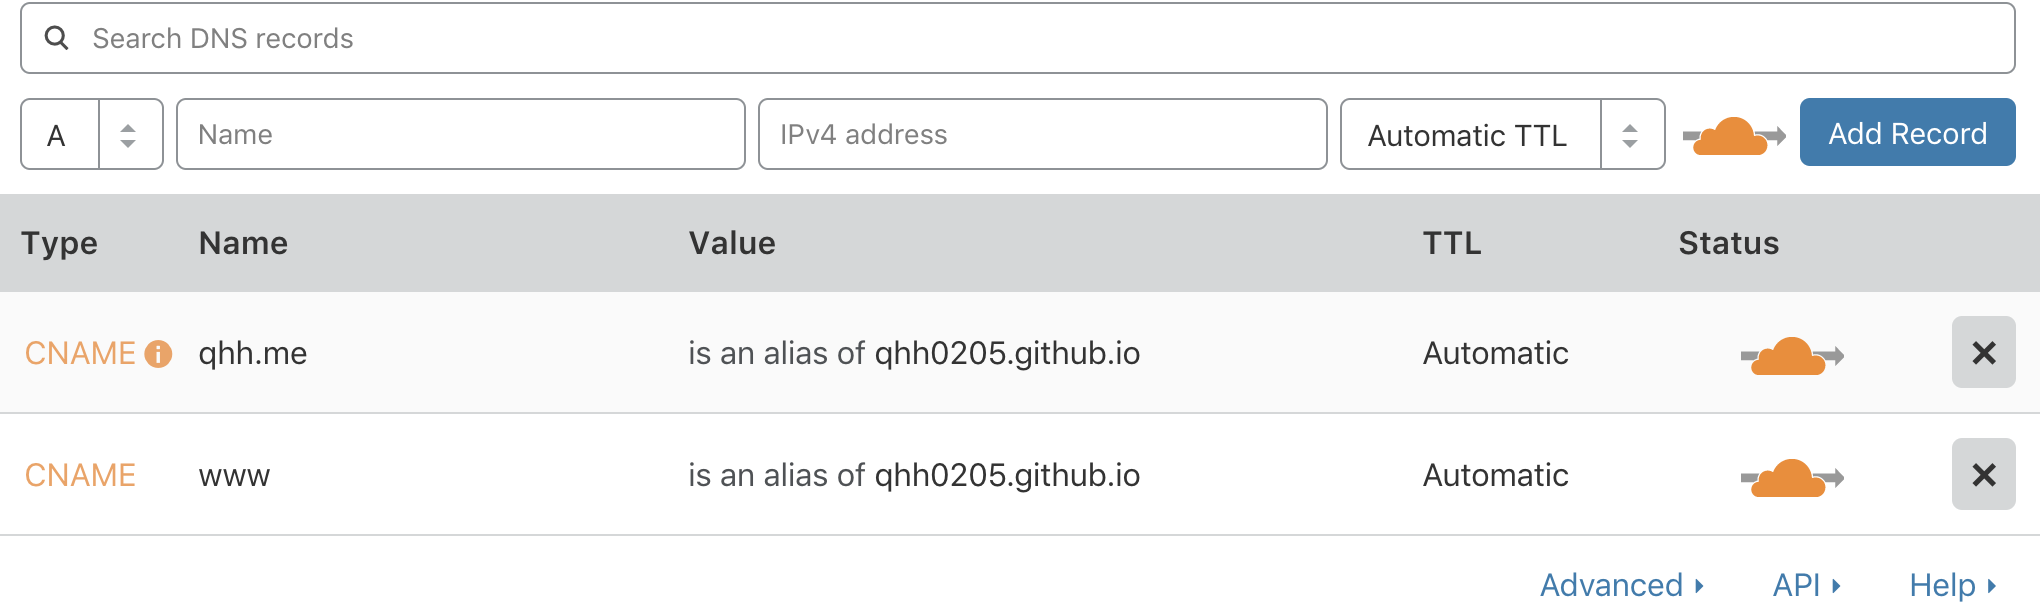 Search DNS records
A Name IPv4 address Automatic TTL Add Record
Type Name Value TTL Status
CNAME qhh.me is an alias of qhh0205.github.io Automatic
CNAME www is an alias of qhh0205.github.io Automatic
Advanced API Help